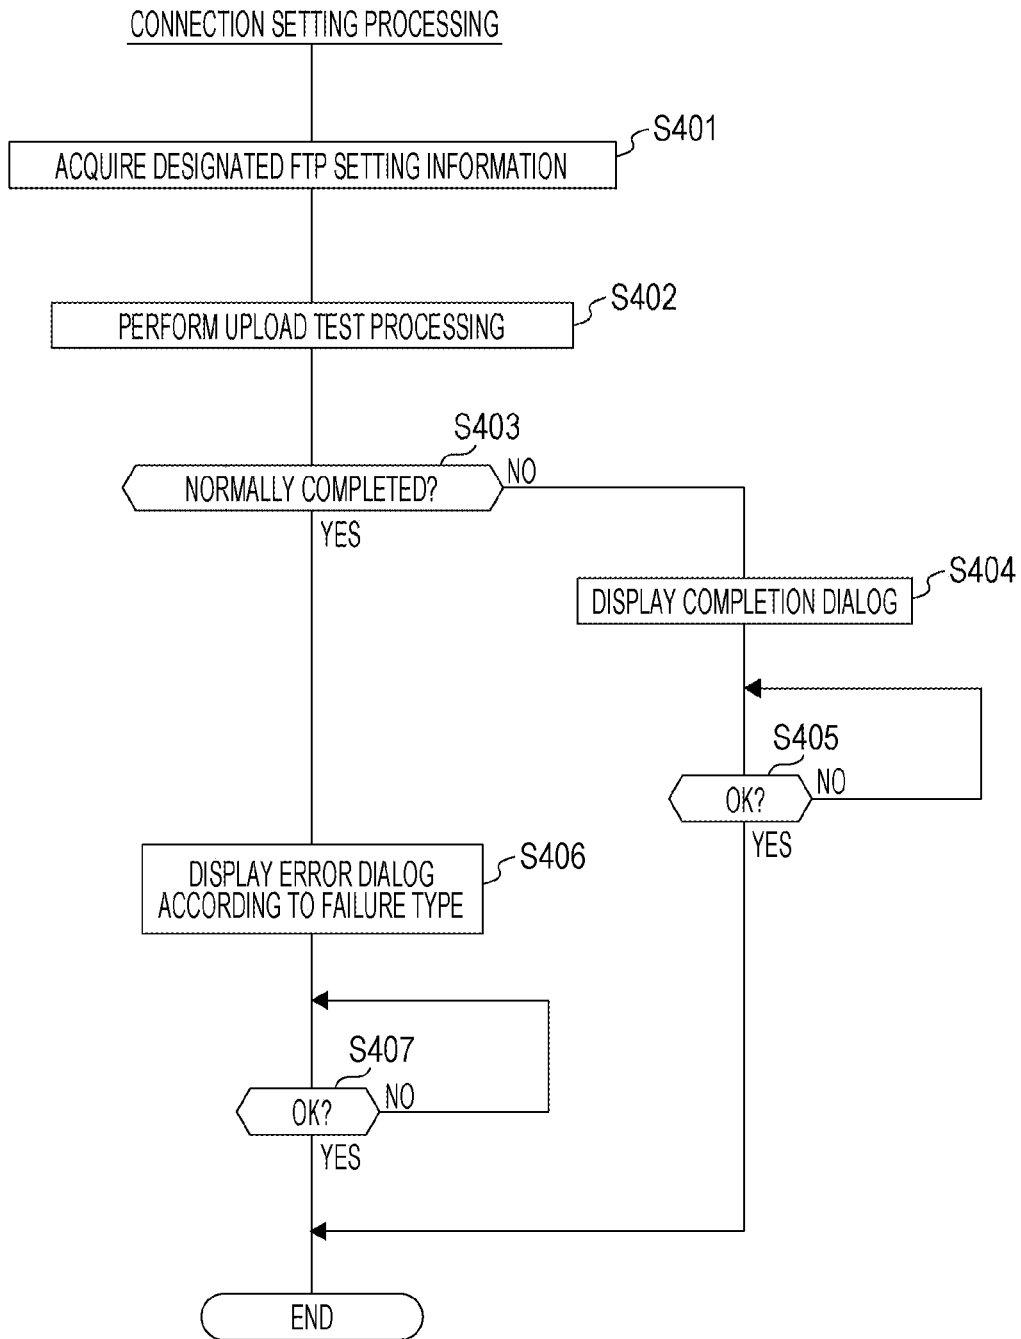 CONNECTION SETTING PROCESSING
S401
ACQUIRE DESIGNATED FTP SETTING INFORMATION
S402
PERFORM UPLOAD TEST PROCESSING
S403
NORMALLY COMPLETED?
NO
YES
S404
DISPLAY COMPLETION DIALOG
S405
OK?
NO
YES
S406
DISPLAY ERROR DIALOG
ACCORDING TO FAILURE TYPE
S407
OK?
NO
YES
END